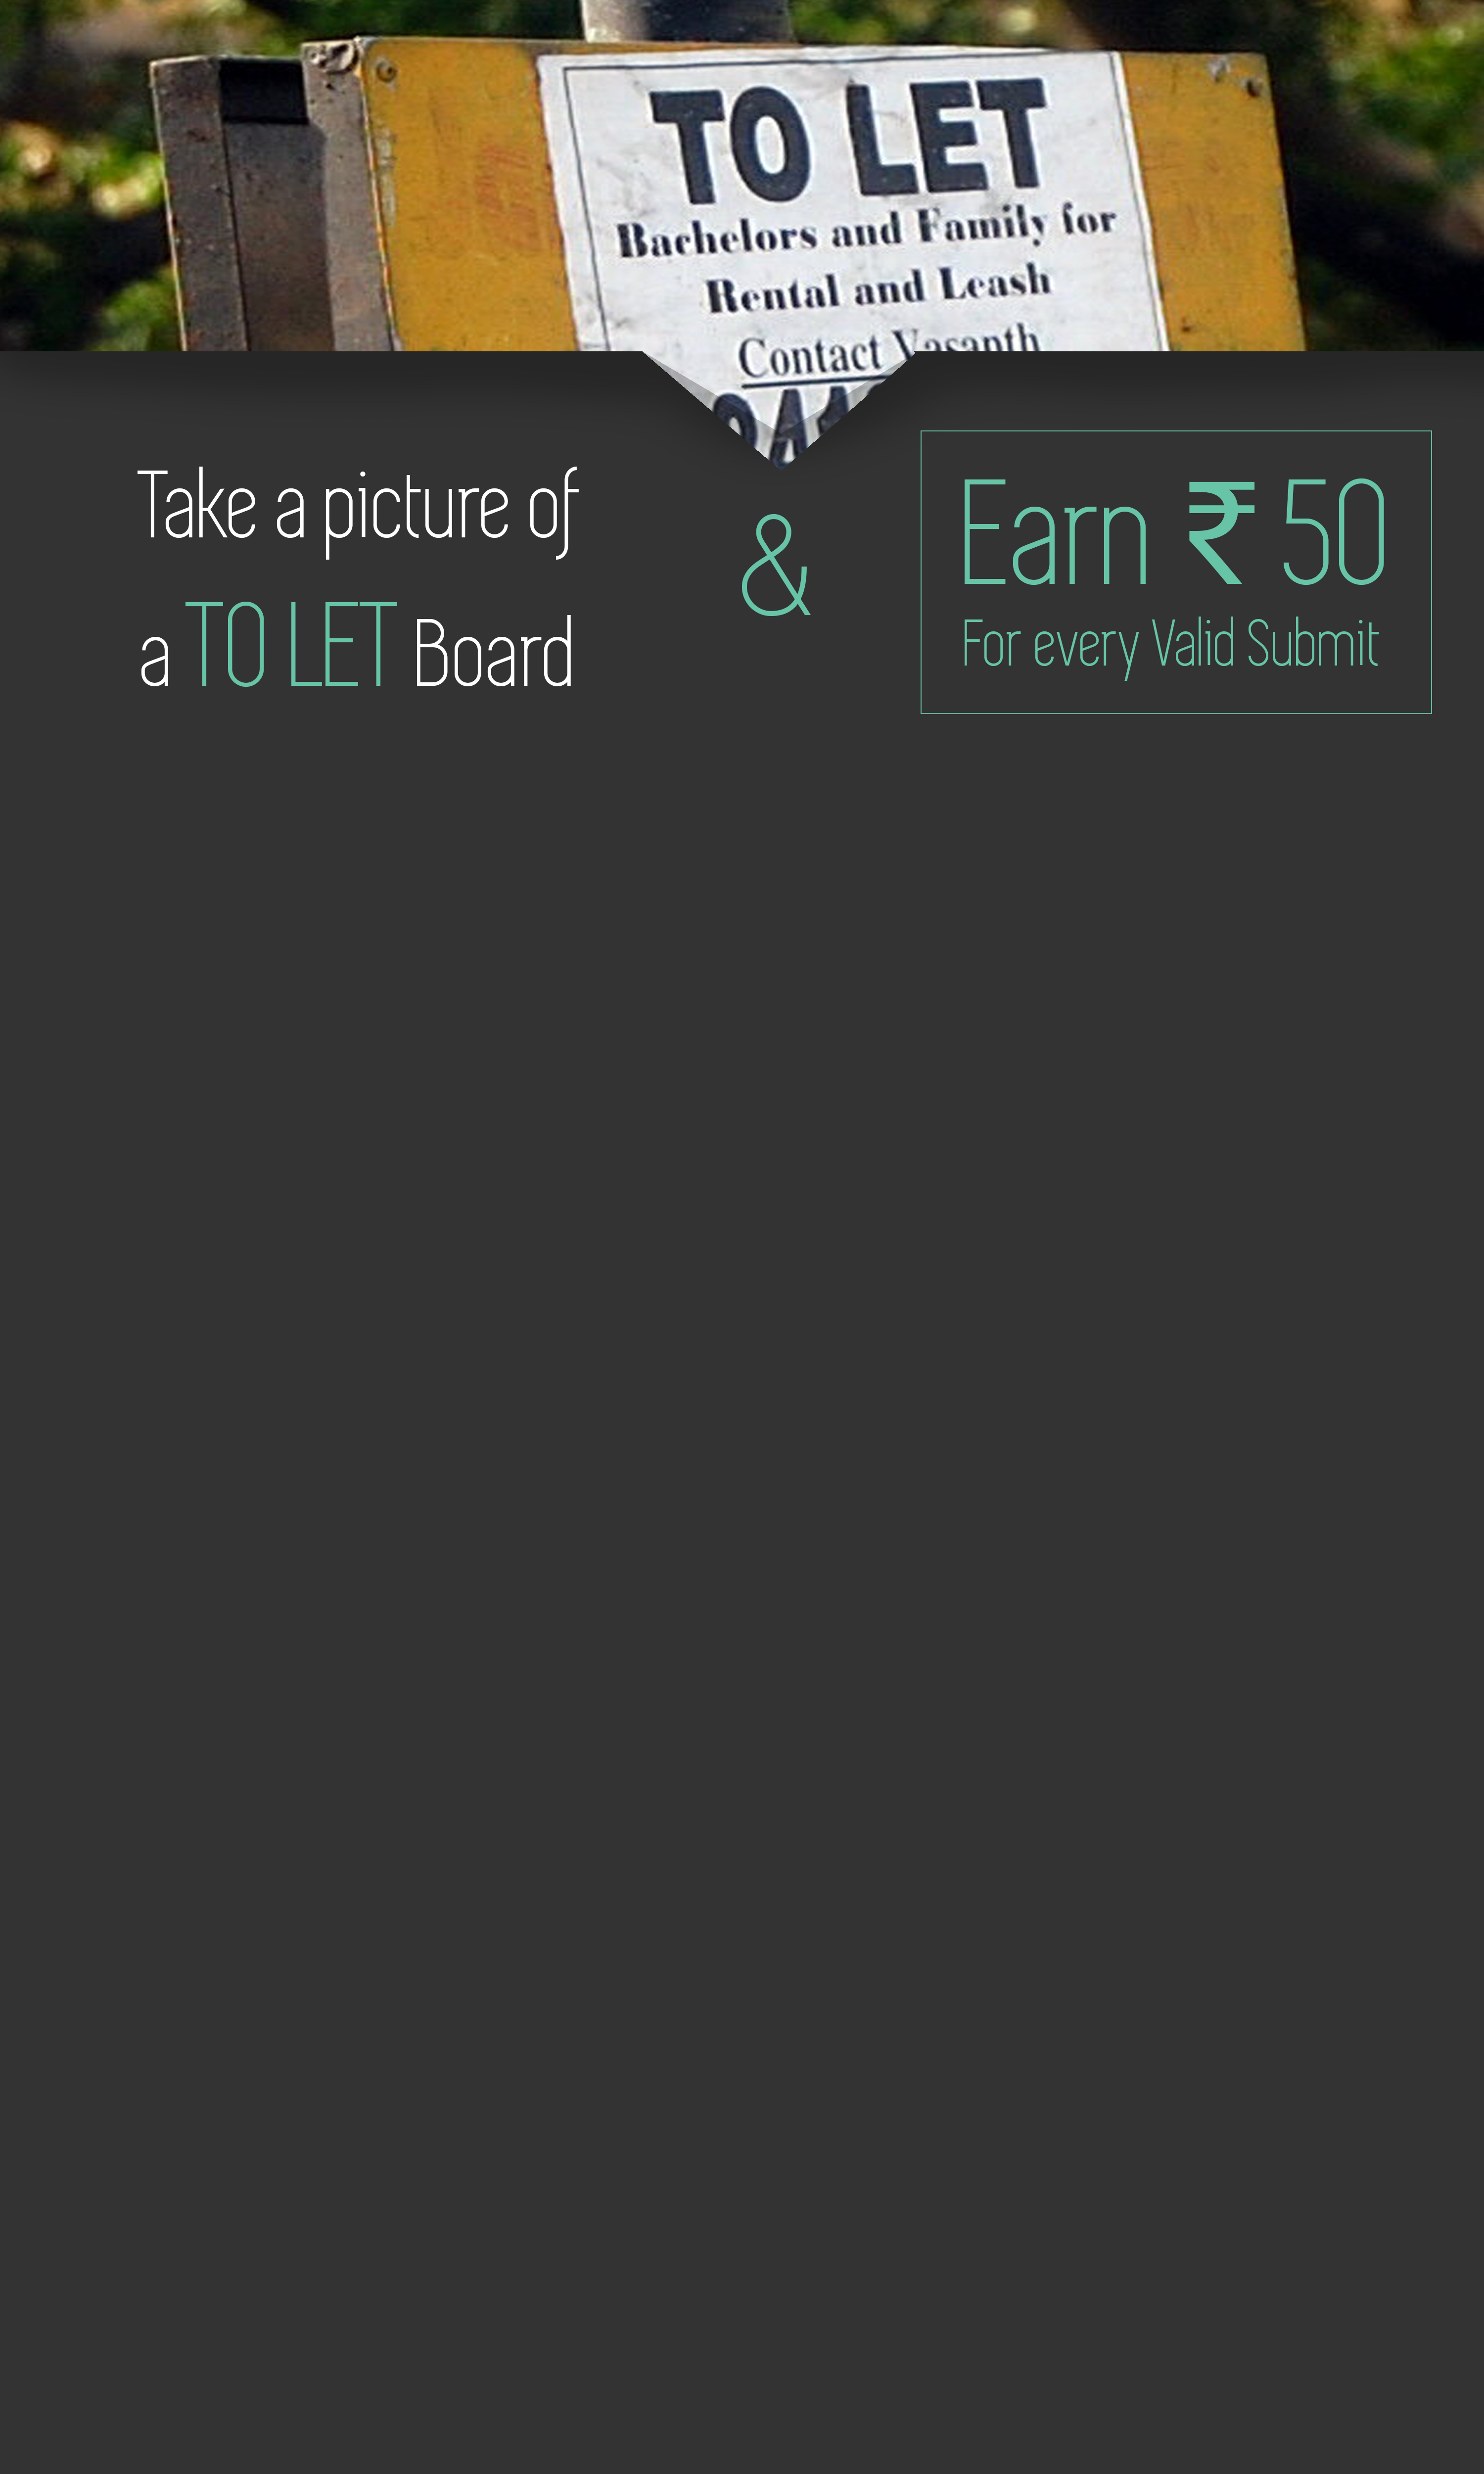 TO LET
Bachelors and Family for
Rental and Leash
Contact Vasanth
Take a picture of
a TO LET Board
&
Earn ₹ 50
For every Valid Submit